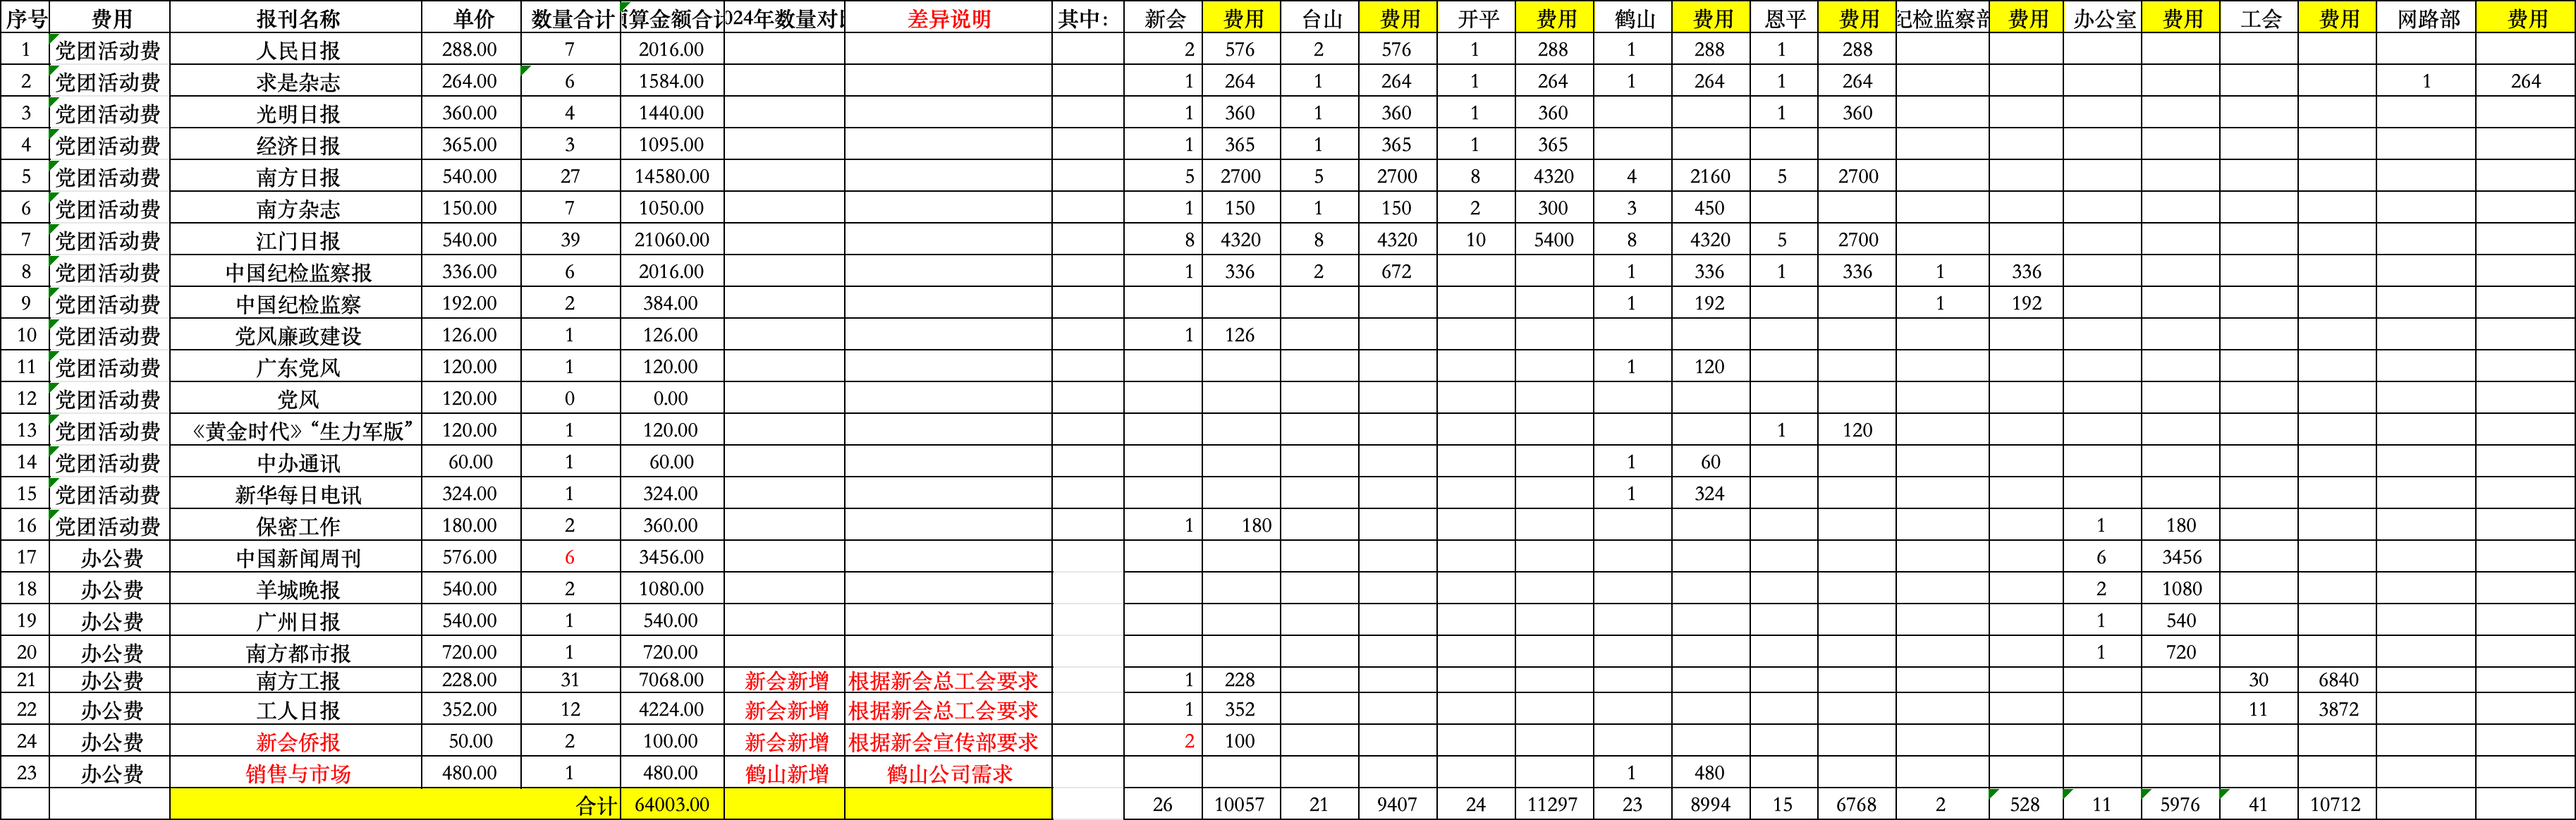 序号 费用 报刊名称 单价 数量合计 算金额合计 024年数量对比 差异说明 其中： 新会 费用 台山 费用 开平 费用 鹤山 费用 恩平 费用 纪检监察部 费用 办公室 费用 工会 费用 网路部 费用
1 党团活动费 人民日报 288.00 7 2016.00 2 576 2 576 1 288 1 288 1 288
2 党团活动费 求是杂志 264.00 6 1584.00 1 264 1 264 1 264 1 264 1 264 1 264
3 党团活动费 光明日报 360.00 4 1440.00 1 360 1 360 1 360 1 360
4 党团活动费 经济日报 365.00 3 1095.00 1 365 1 365 1 365
5 党团活动费 南方日报 540.00 27 14580.00 5 2700 5 2700 8 4320 4 2160 5 2700
6 党团活动费 南方杂志 150.00 7 1050.00 1 150 1 150 2 300 3 450
7 党团活动费 江门日报 540.00 39 21060.00 8 4320 8 4320 10 5400 8 4320 5 2700
8 党团活动费 中国纪检监察报 336.00 6 2016.00 1 336 2 672 1 336 1 336 1 336
9 党团活动费 中国纪检监察 192.00 2 384.00 1 192 1 192
10 党团活动费 党风廉政建设 126.00 1 126.00 1 126
11 党团活动费 广东党风 120.00 1 120.00 1 120
12 党团活动费 党风 120.00 0 0.00
13 党团活动费 《黄金时代》“生力军版” 120.00 1 120.00 1 120
14 党团活动费 中办通讯 60.00 1 60.00 1 60
15 党团活动费 新华每日电讯 324.00 1 324.00 1 324
16 党团活动费 保密工作 180.00 2 360.00 1 180 1 180
17 办公费 中国新闻周刊 576.00 6 3456.00 6 3456
18 办公费 羊城晚报 540.00 2 1080.00 2 1080
19 办公费 广州日报 540.00 1 540.00 1 540
20 办公费 南方都市报 720.00 1 720.00 1 720
21 办公费 南方工报 228.00 31 7068.00 新会新增 根据新会总工会要求 1 228 30 6840
22 办公费 工人日报 352.00 12 4224.00 新会新增 根据新会总工会要求 1 352 11 3872
24 办公费 新会侨报 50.00 2 100.00 新会新增 根据新会宣传部要求 2 100
23 办公费 销售与市场 480.00 1 480.00 鹤山新增 鹤山公司需求 1 480
合计 64003.00 26 10057 21 9407 24 11297 23 8994 15 6768 2 528 11 5976 41 10712